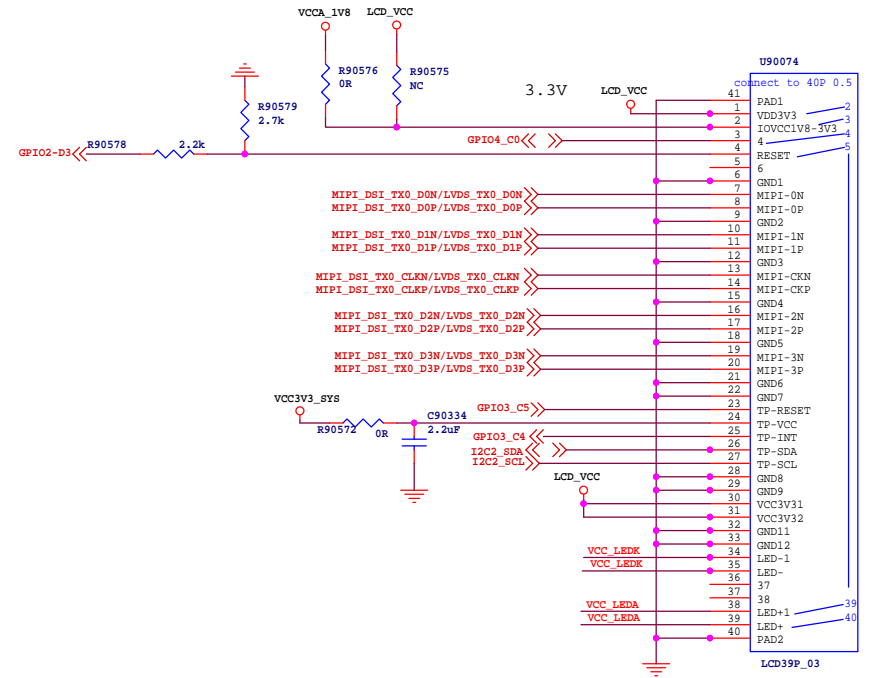 VCCA_1V8
LCD_VCC
U90074
R90576
0R
R90575
NC
3.3V
LCD_VCC
connect to 40P 0.5
R90579
2.7k
GPIO4_C0
GPIO2-D3
R90578
2.2k
41 PAD1
1 VDD3V3 2
2 IOVCC1V8-3V3 3
3 4 4
4 RESET 5
5 6
6 GND1
MIPI_DSI_TX0_D0N/LVDS_TX0_D0N 7 MIPI-0N
MIPI_DSI_TX0_D0P/LVDS_TX0_D0P 8 MIPI-0P
9 GND2
MIPI_DSI_TX0_D1N/LVDS_TX0_D1N 10 MIPI-1N
MIPI_DSI_TX0_D1P/LVDS_TX0_D1P 11 MIPI-1P
12 GND3
MIPI_DSI_TX0_CLKN/LVDS_TX0_CLKN 13 MIPI-CKN
MIPI_DSI_TX0_CLKP/LVDS_TX0_CLKP 14 MIPI-CKP
15 GND4
MIPI_DSI_TX0_D2N/LVDS_TX0_D2N 16 MIPI-2N
MIPI_DSI_TX0_D2P/LVDS_TX0_D2P 17 MIPI-2P
18 GND5
MIPI_DSI_TX0_D3N/LVDS_TX0_D3N 19 MIPI-3N
MIPI_DSI_TX0_D3P/LVDS_TX0_D3P 20 MIPI-3P
21 GND6
22 GND7
VCC3V3_SYS
GPIO3_C5 23 TP-RESET
R90572
0R
C90334
2.2uF
24 TP-VCC
GPIO3_C4 25 TP-INT
I2C2_SDA 26 TP-SDA
I2C2_SCL 27 TP-SCL
28 GND8
29 GND9
LCD_VCC
30 VCC3V31
31 VCC3V32
32 GND11
33 GND12
VCC_LEDK 34 LED-1
VCC_LEDK 35 LED-
36 37
37 38
VCC_LEDA 38 LED+1 39
VCC_LEDA 39 LED+ 40
40 PAD2
LCD39P_03